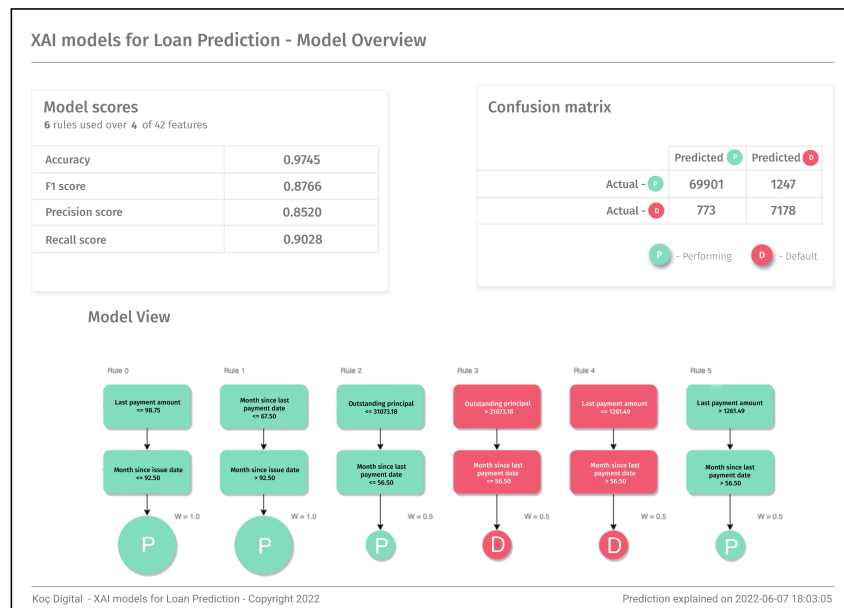 XAI models for Loan Prediction - Model Overview
Model scores
6 rules used over 4 of 42 features
Accuracy 0.9745
F1 score 0.8766
Precision score 0.8520
Recall score 0.9028
Confusion matrix
Predicted P Predicted D
Actual - P 69901 1247
Actual - D 773 7178
P - Performing D - Default
Model View
Rule 0
Last payment amount
<= 98.75
Month since issue date
<= 92.50
W = 1.0
P
Rule 1
Month since last
payment date
<= 67.50
Month since issue date
> 92.50
W = 1.0
P
Rule 2
Outstanding principal
<= 31073.18
Month since last
payment date
<= 56.50
W = 0.5
P
Rule 3
Outstanding principal
> 31073.18
Month since last
payment date
<= 56.50
W = 0.5
D
Rule 4
Last payment amount
<= 1261.49
Month since last
payment date
> 56.50
W = 0.5
D
Rule 5
Last payment amount
> 1261.49
Month since last
payment date
> 56.50
W = 0.5
P
Koç Digital - XAI models for Loan Prediction - Copyright 2022
Prediction explained on 2022-06-07 18:03:05